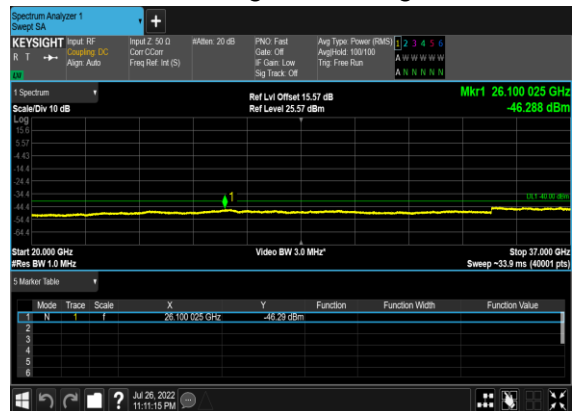 Spectrum Analyzer 1
Swept SA
+
KEYSIGHT Input: RF Input Z: 50 Ω #Atten: 20 dB PNO: Fast Avg Type: Power (RMS) 1 2 3 4 5 6
R T Coupling: DC Corr CCorr Gate: Off Avg|Hold: 100/100 A W W W W W
Align: Auto Freq Ref: Int (S) IF Gain: Low Trig: Free Run
Sig Track: Off A N N N N N
1 Spectrum Ref Lvl Offset 15.57 dB Mkr1 26.100 025 GHz
Scale/Div 10 dB Ref Level 25.57 dBm -46.288 dBm
Log
15.6
5.57
-4.43
-14.4
-24.4
-34.4
-44.4
-54.4
-64.4
1
Start 20.000 GHz Video BW 3.0 MHz* Stop 37.000 GHz
#Res BW 1.0 MHz Sweep ~33.9 ms (40001 pts)
5 Marker Table
Mode Trace Scale X Y Function Function Width Function Value
1 N 1 f 26.100 025 GHz -46.29 dBm
2
3
4
5
6
? Jul 26, 2022
11:11:15 PM